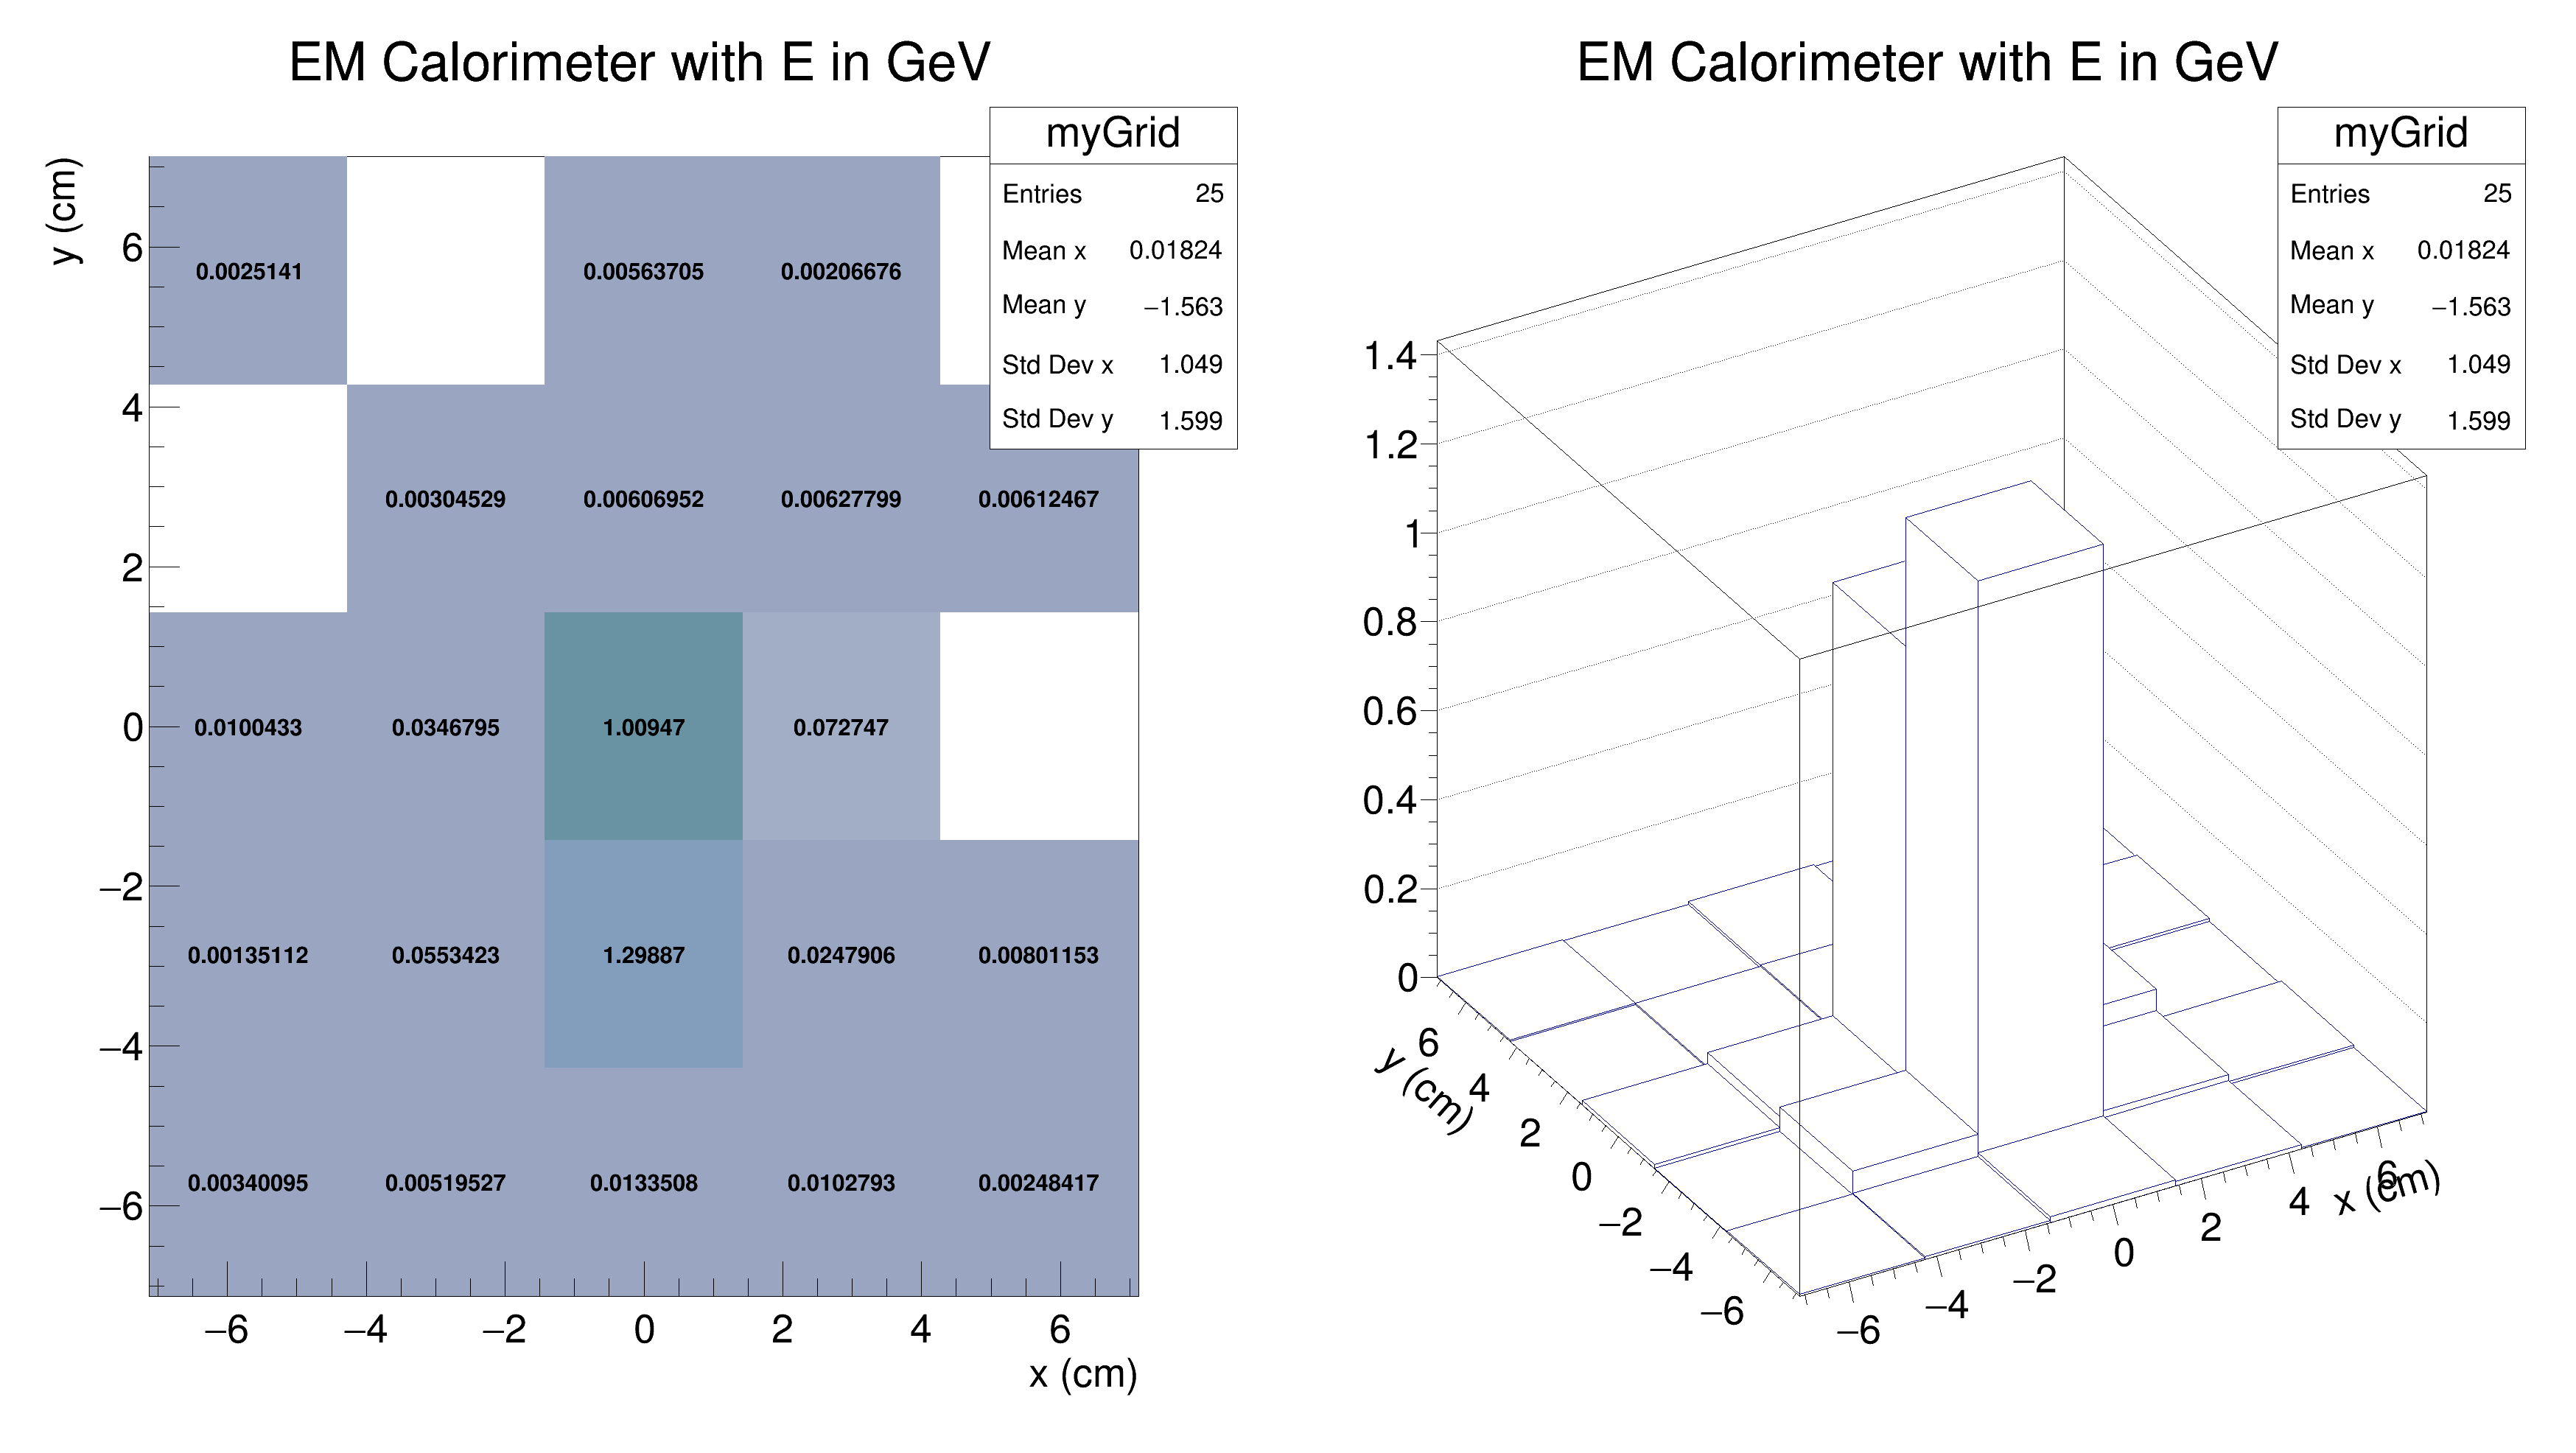 EM Calorimeter with E in GeV
myGrid
Entries 25
Mean x 0.01824
Mean y −1.563
Std Dev x 1.049
Std Dev y 1.599
y (cm)
6
4
2
0
−2
−4
−6
0.0025141 0.00563705 0.00206676
0.00304529 0.00606952 0.00627799 0.00612467
0.0100433 0.0346795 1.00947 0.072747
0.00135112 0.0553423 1.29887 0.0247906 0.00801153
0.00340095 0.00519527 0.0133508 0.0102793 0.00248417
−6 −4 −2 0 2 4 6
x (cm)
EM Calorimeter with E in GeV
myGrid
Entries 25
Mean x 0.01824
Mean y −1.563
Std Dev x 1.049
Std Dev y 1.599
1.4
1.2
1
0.8
0.6
0.4
0.2
0
6
4
2
0
−2
−4
−6
y (cm)
−6
−4
−2
0
2
4
6
x (cm)